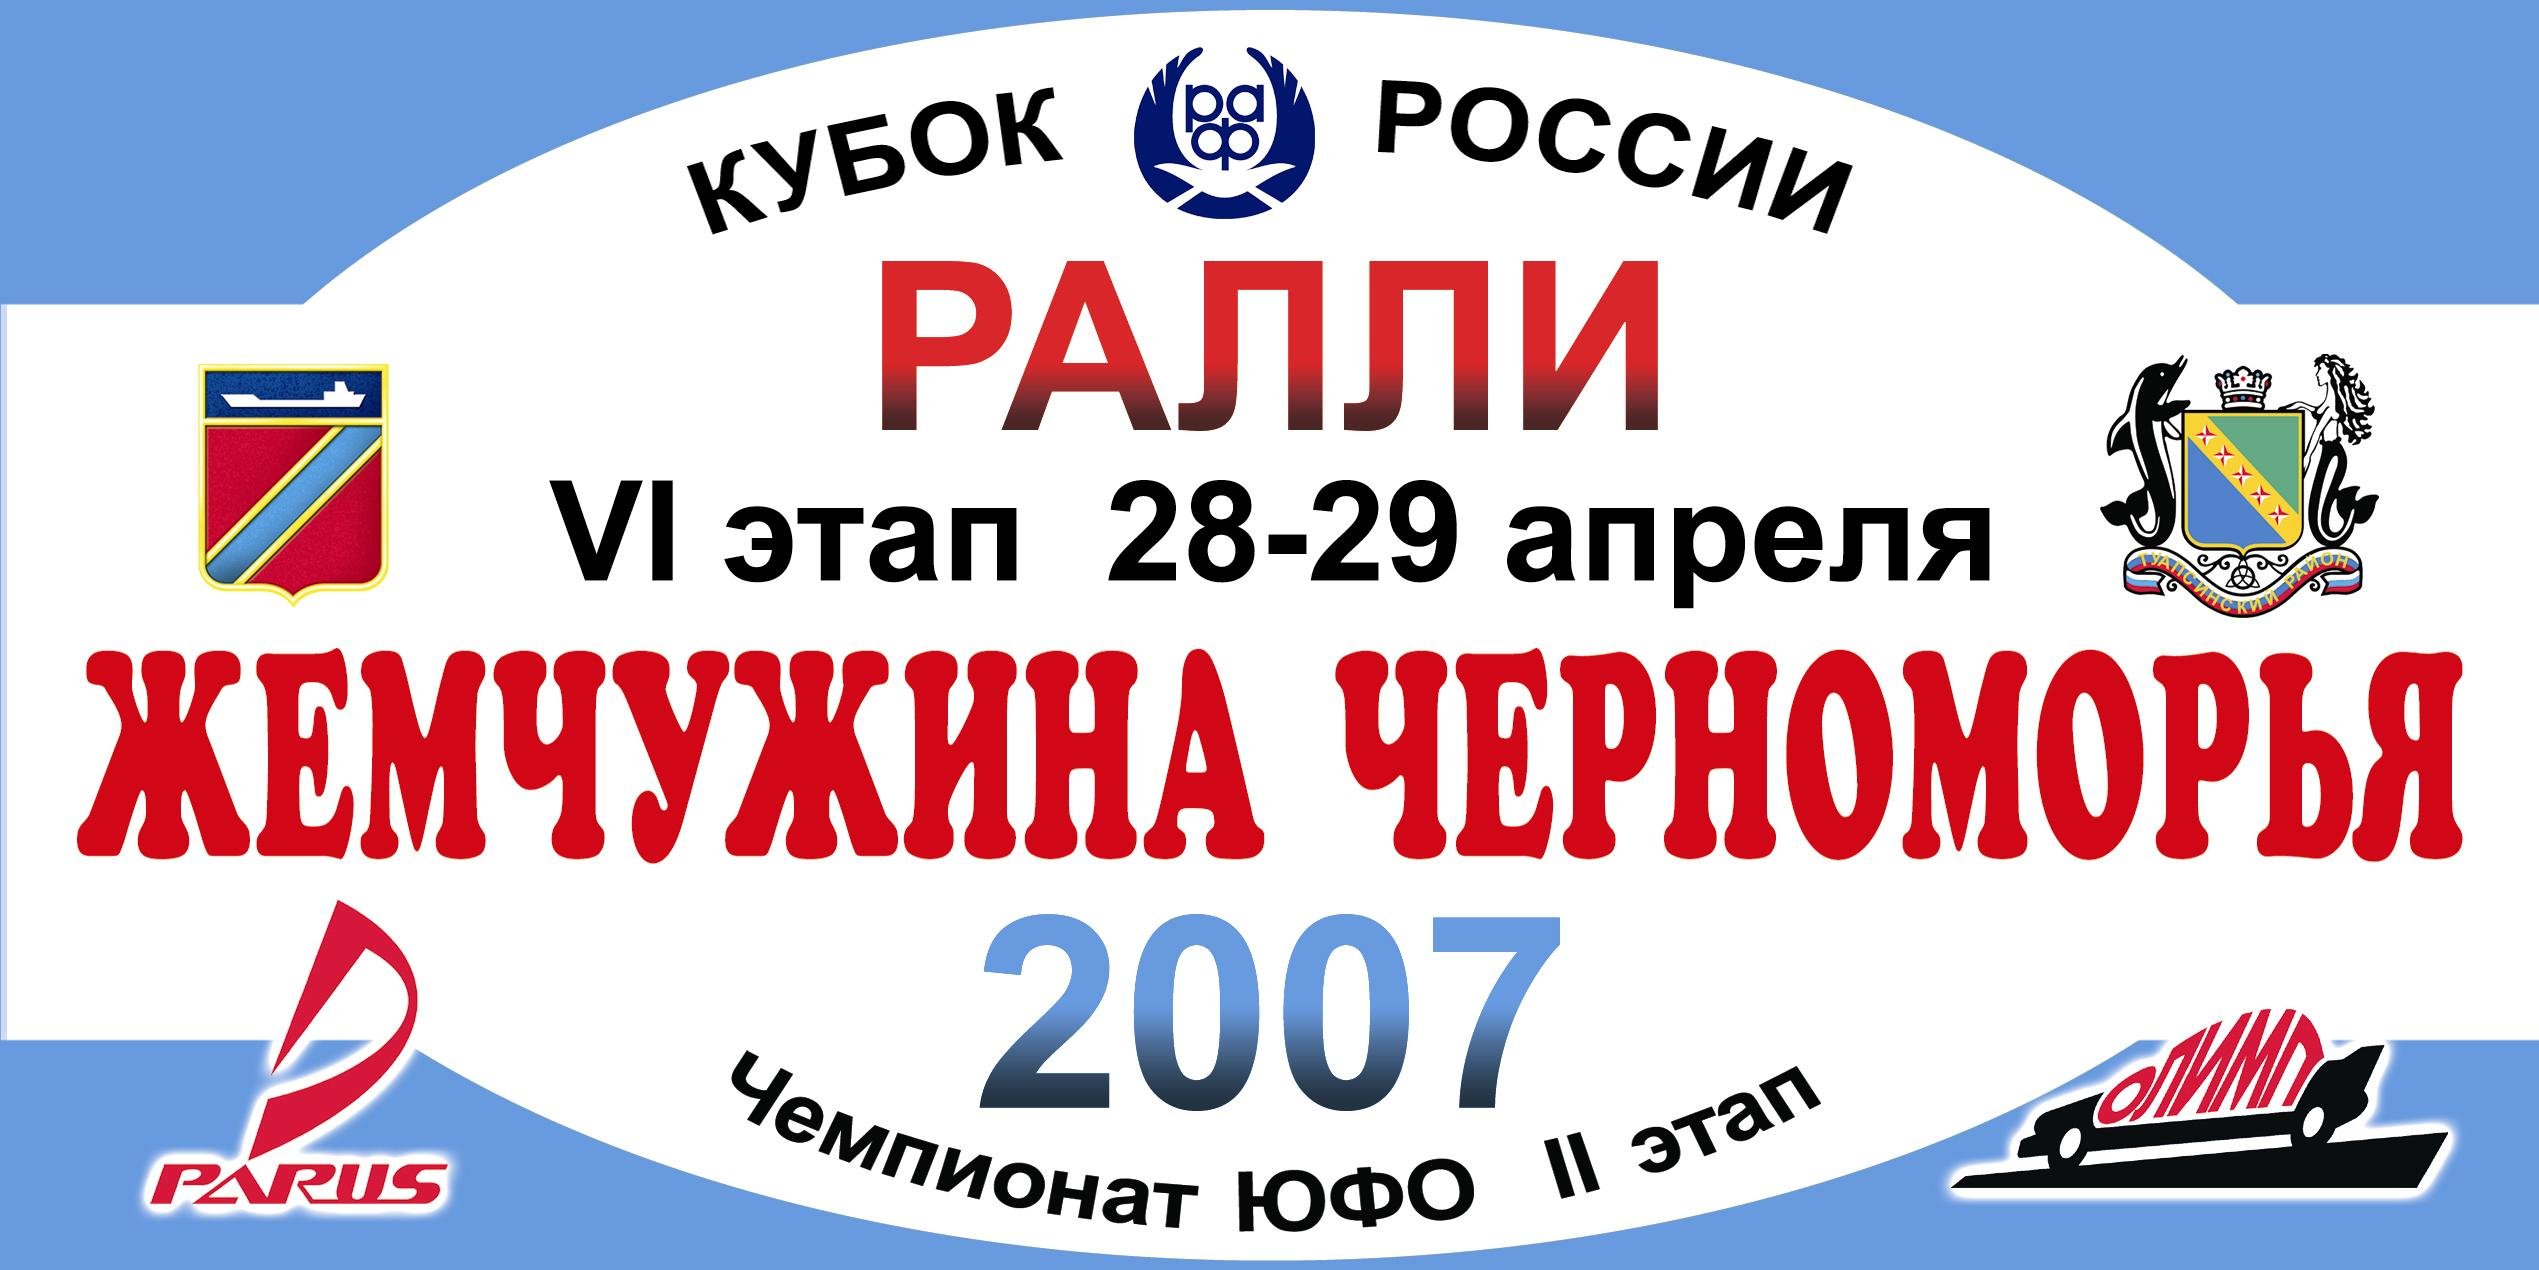 КУБОК РОССИИ
раф
РАЛЛИ
VI этап 28-29 апреля
ТУАПСИНСКИЙ РАЙОН
ЖЕМЧУЖИНА ЧЕРНОМОРЬЯ
2007
PARUS
ОЛИМП
Чемпионат ЮФО II этап